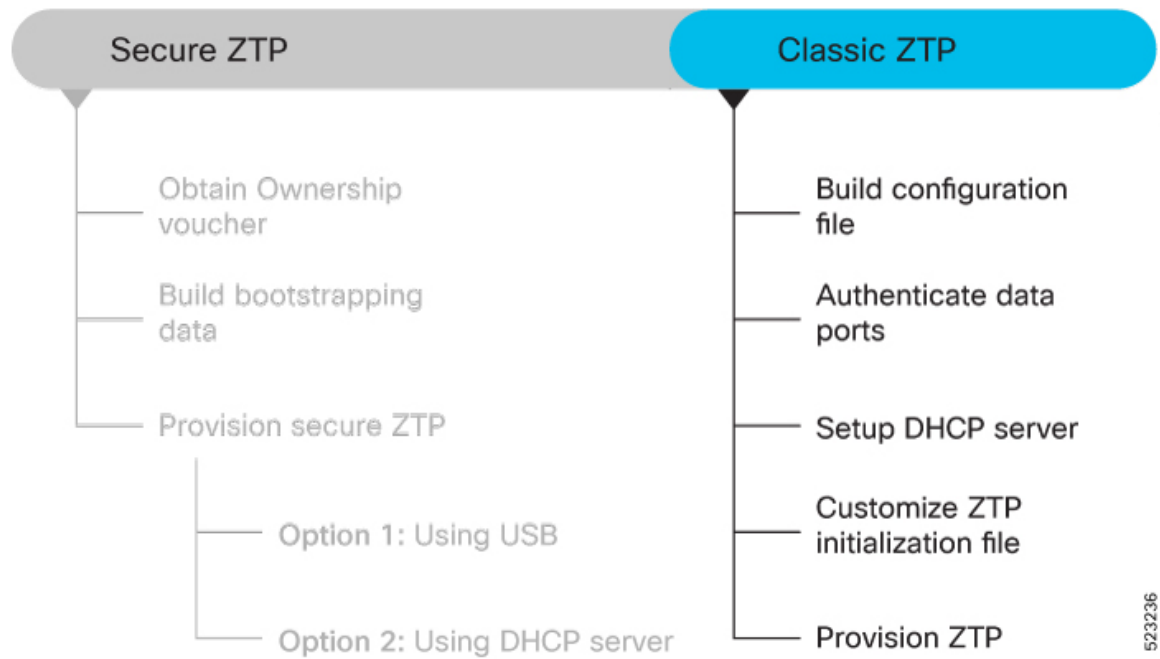 Secure ZTP
Classic ZTP
Obtain Ownership
voucher
Build bootstrapping
data
Provision secure ZTP
Option 1: Using USB
Option 2: Using DHCP server
Build configuration
file
Authenticate data
ports
Setup DHCP server
Customize ZTP
initialization file
Provision ZTP
523236